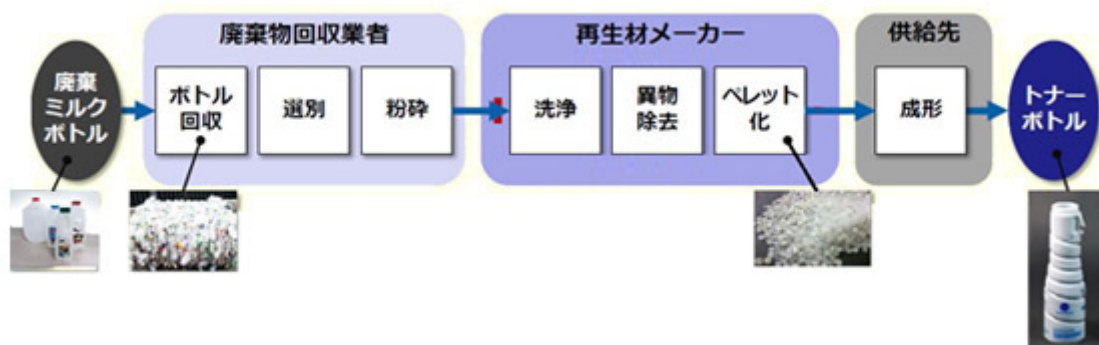 廃棄物回収業者
再生材メーカー
供給先
廃棄
ミルク
ボトル
ボトル
回収
選別
粉砕
洗浄
異物
除去
ペレット
化
成形
トナー
ボトル